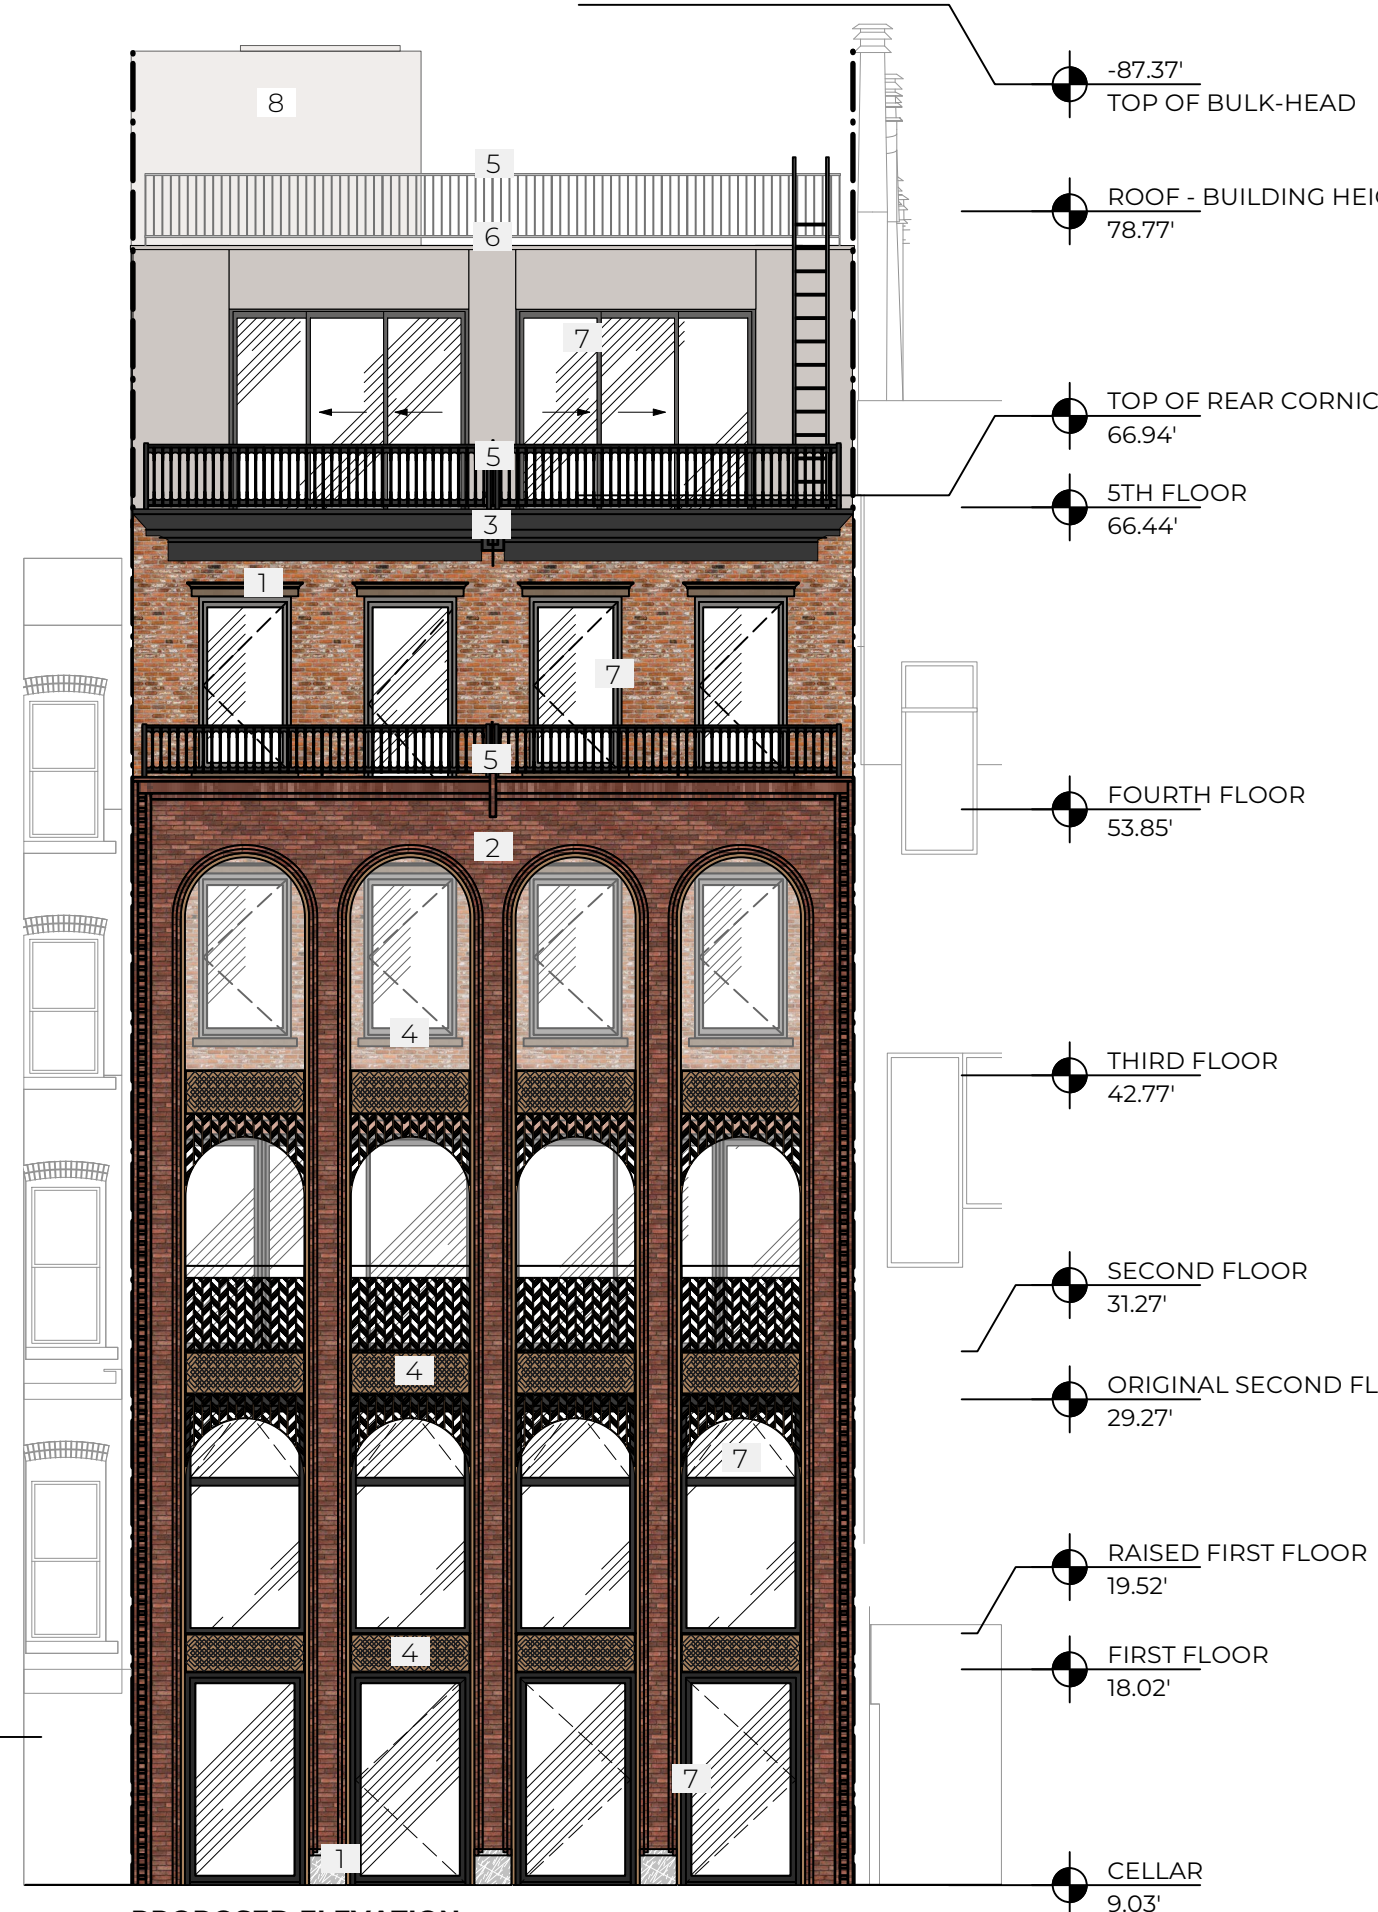 -87.37'
TOP OF BULK-HEAD
8
5
ROOF - BUILDING
78.77'
6
7
TOP OF REAR
66.94'
5
5TH FLOOR
66.44'
3
1
7
5
FOURTH FLOOR
53.85'
2
4
THIRD FLOOR
42.77'
SECOND FLOOR
31.27'
4
ORIGINAL SECOND
29.27'
7
RAISED FIRST FLOOR
19.52'
4
FIRST FLOOR
18.02'
7
1
CELLAR
9.03'
PROPOSED ELEVATION